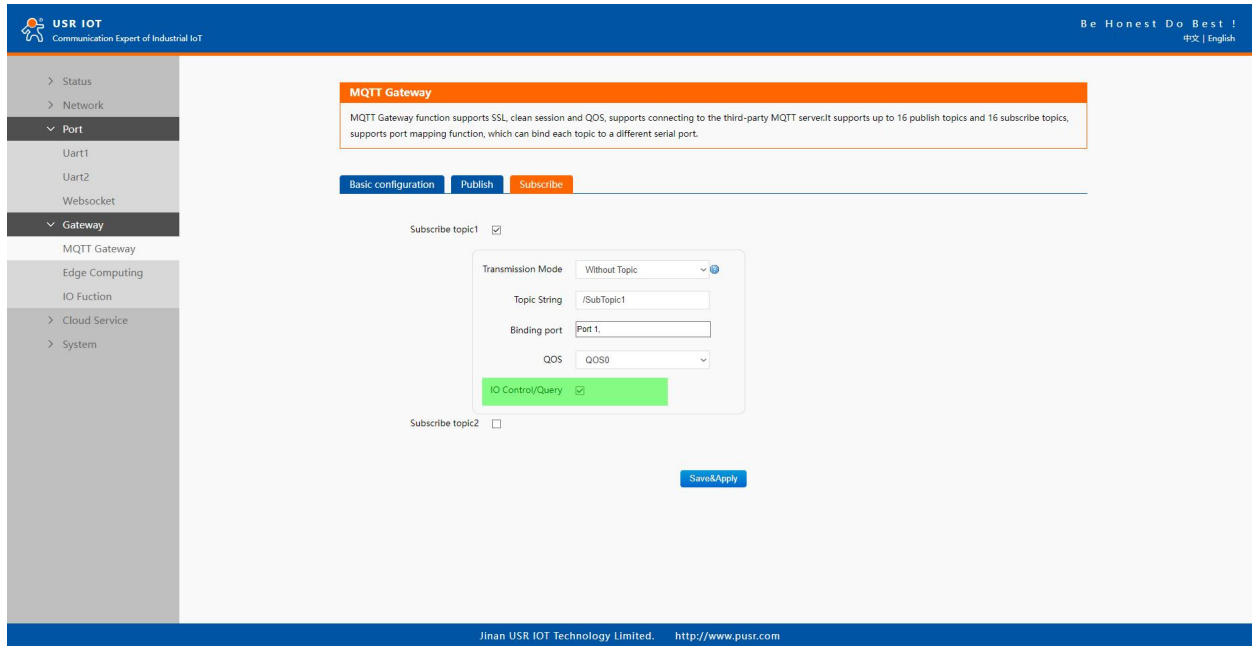 USR IOT
Communication Expert of Industrial IoT
Be Honest Do Best !
中文 | English
Status
Network
Port
Uart1
Uart2
Websocket
Gateway
MQTT Gateway
Edge Computing
IO Fuction
Cloud Service
System
MQTT Gateway
MQTT Gateway function supports SSL, clean session and QOS, supports connecting to the third-party MQTT server.It supports up to 16 publish topics and 16 subscribe topics,
supports port mapping function, which can bind each topic to a different serial port.
Basic configuration Publish Subscribe
Subscribe topic1
Transmission Mode Without Topic
Topic String /SubTopic1
Binding port Port 1,
QOS QOS0
IO Control/Query
Subscribe topic2
Save&Apply
Jinan USR IOT Technology Limited. http://www.pusr.com